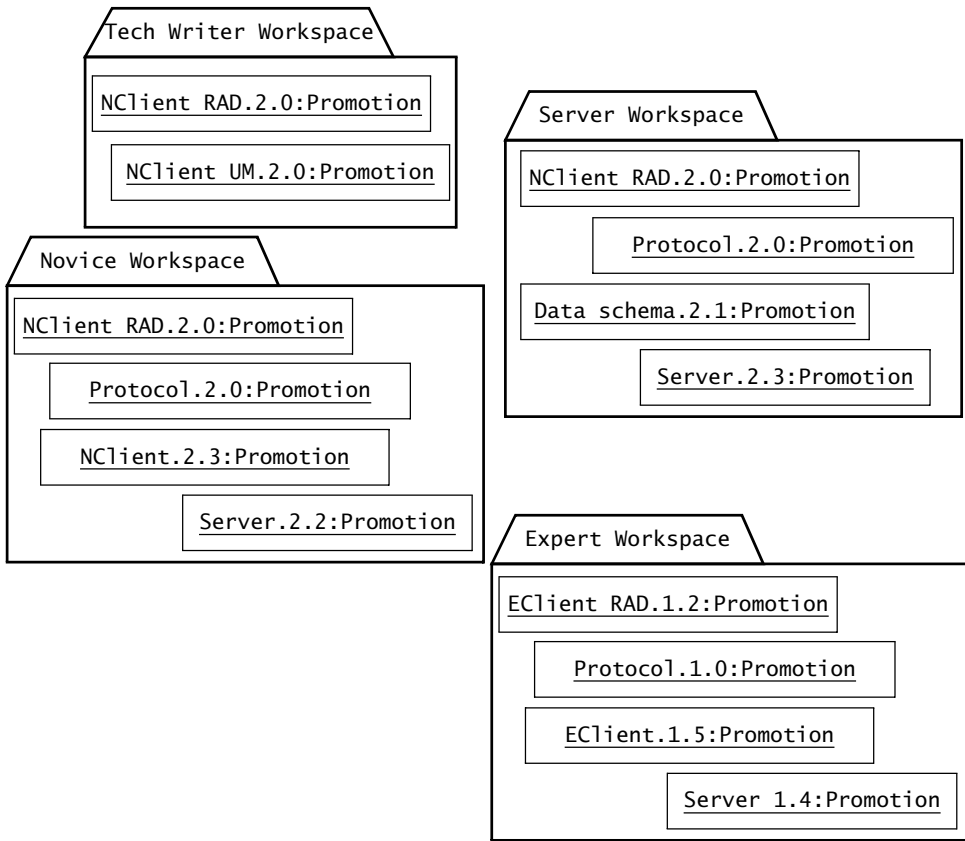 Tech Writer Workspace
NClient RAD.2.0:Promotion
NClient UM.2.0:Promotion
Server Workspace
NClient RAD.2.0:Promotion
Protocol.2.0:Promotion
Data schema.2.1:Promotion
Server.2.3:Promotion
Novice Workspace
NClient RAD.2.0:Promotion
Protocol.2.0:Promotion
NClient.2.3:Promotion
Server.2.2:Promotion
Expert Workspace
EClient RAD.1.2:Promotion
Protocol.1.0:Promotion
EClient.1.5:Promotion
Server 1.4:Promotion